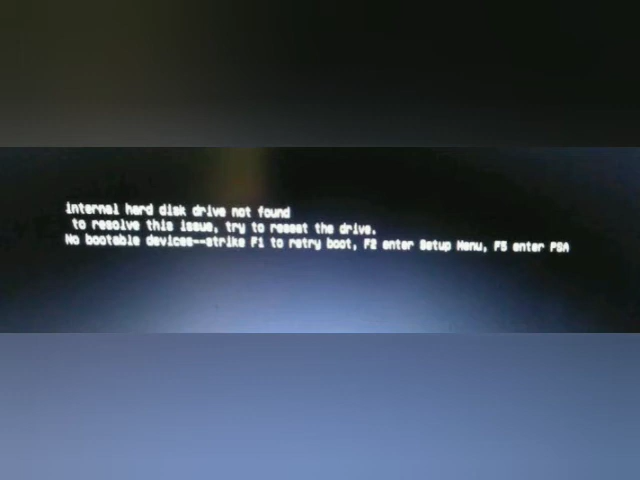 internal hard disk drive not found
to resolve this issue, try to reseat the drive.
No bootable devices--strike F1 to retry boot, F2 enter Setup Menu, F5 enter PSA